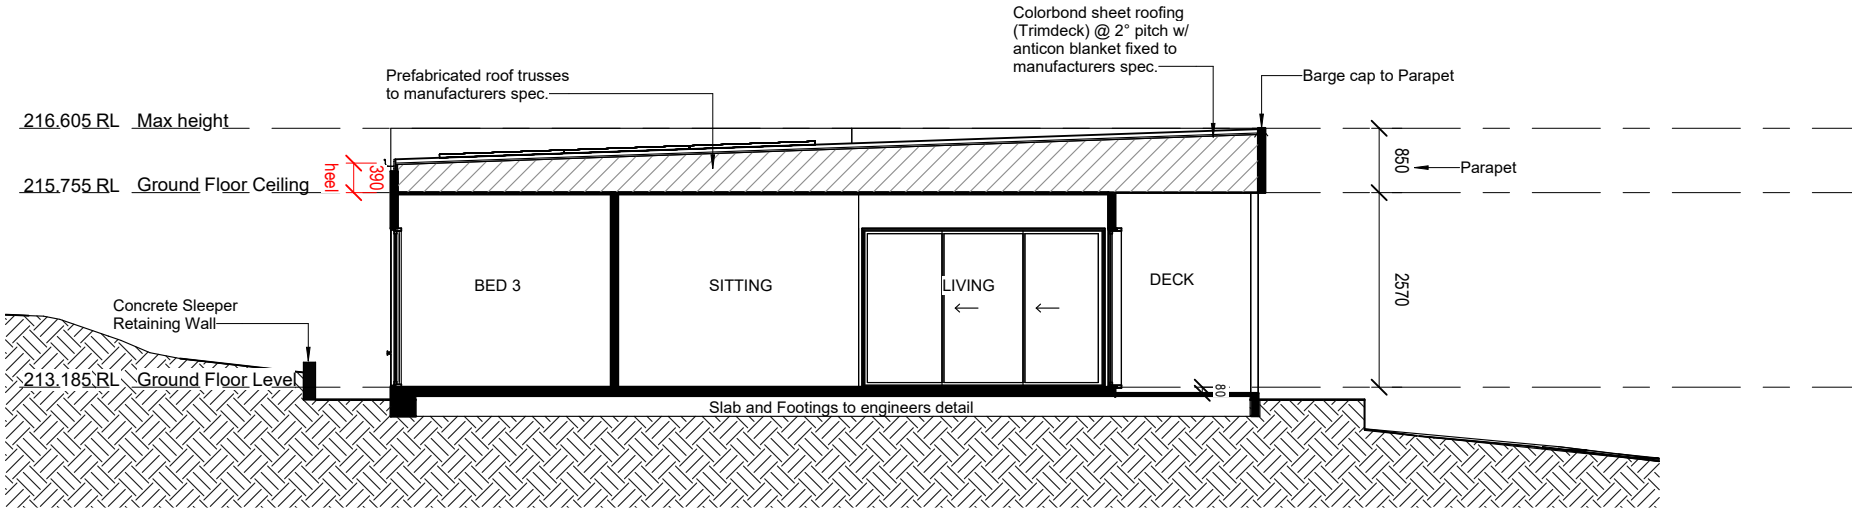 Colorbond sheet roofing
(Trimdeck) @ 2° pitch w/
anticon blanket fixed to
manufacturers spec.
Prefabricated roof trusses
to manufacturers spec.
Barge cap to Parapet
216.605 RL Max height
850
Parapet
390
heel
215.755 RL Ground Floor Ceiling
BED 3
SITTING
LIVING
DECK
2570
Concrete Sleeper
Retaining Wall
213.185 RL Ground Floor Level
80
Slab and Footings to engineers detail